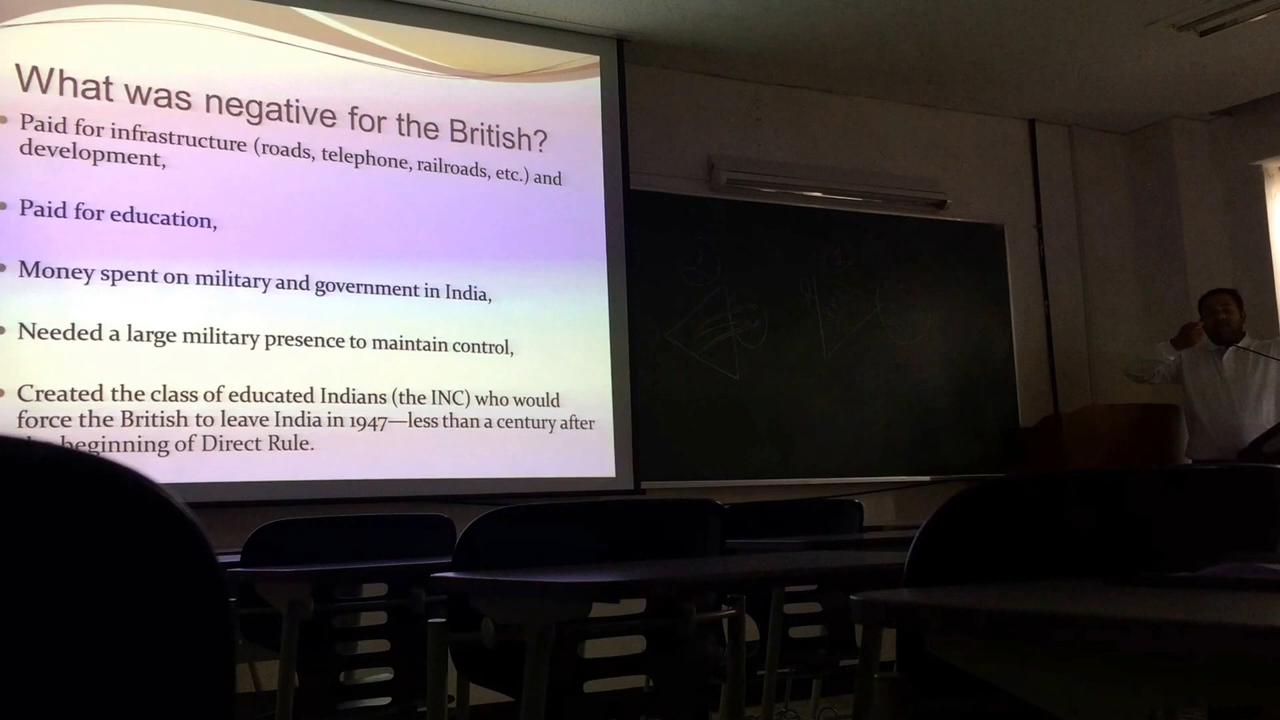 What was negative for the British?
• Paid for infrastructure (roads, telephone, railroads, etc.) and
development,
• Paid for education,
• Money spent on military and government in India,
• Needed a large military presence to maintain control,
• Created the class of educated Indians (the INC) who would
force the British to leave India in 1947—less than a century after
beginning of Direct Rule.